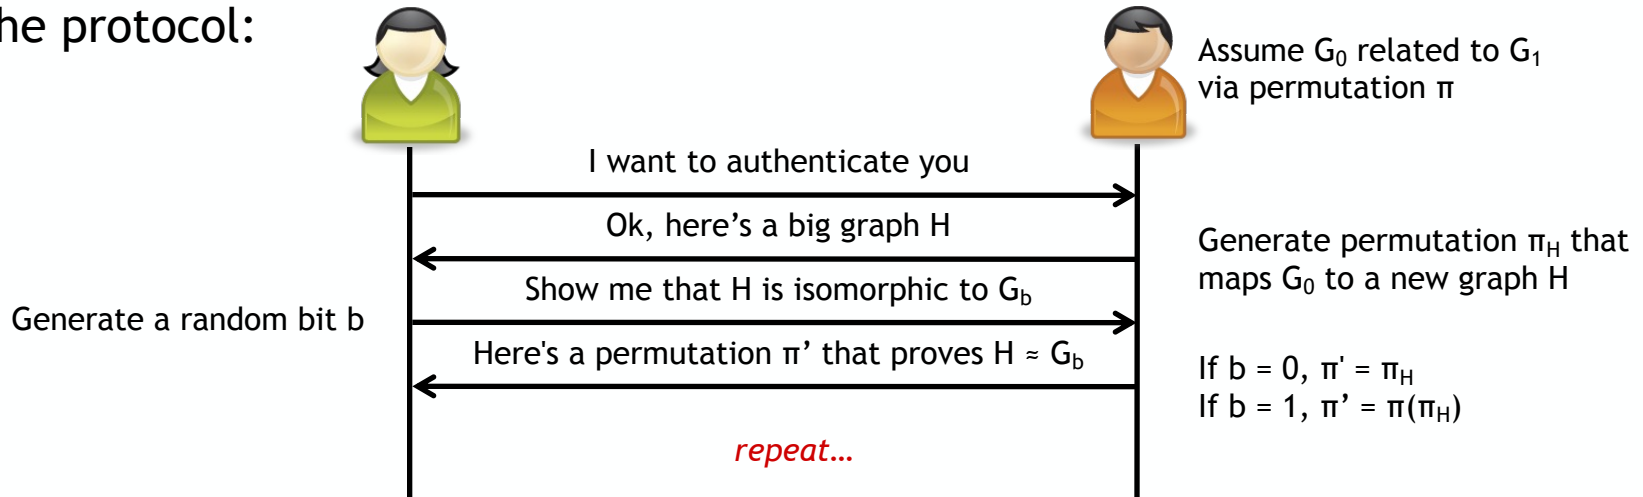 he protocol:
Assume G₀ related to G₁
via permutation π
I want to authenticate you
Ok, here’s a big graph H
Generate permutation π_H that
maps G₀ to a new graph H
Show me that H is isomorphic to G_b
Generate a random bit b
Here's a permutation π’ that proves H ≈ G_b
If b = 0, π' = π_H
If b = 1, π’ = π(π_H)
repeat…